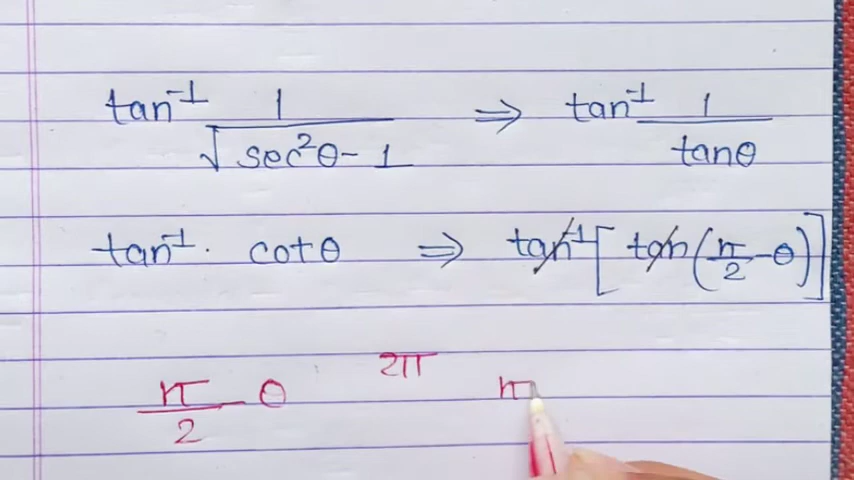 tan⁻¹ 1/√(sec²θ-1) ⇒ tan⁻¹ 1/tanθ
tan⁻¹. cotθ ⇒ tan⁻¹[tan(π/2-θ)]
π/2 - θ या π